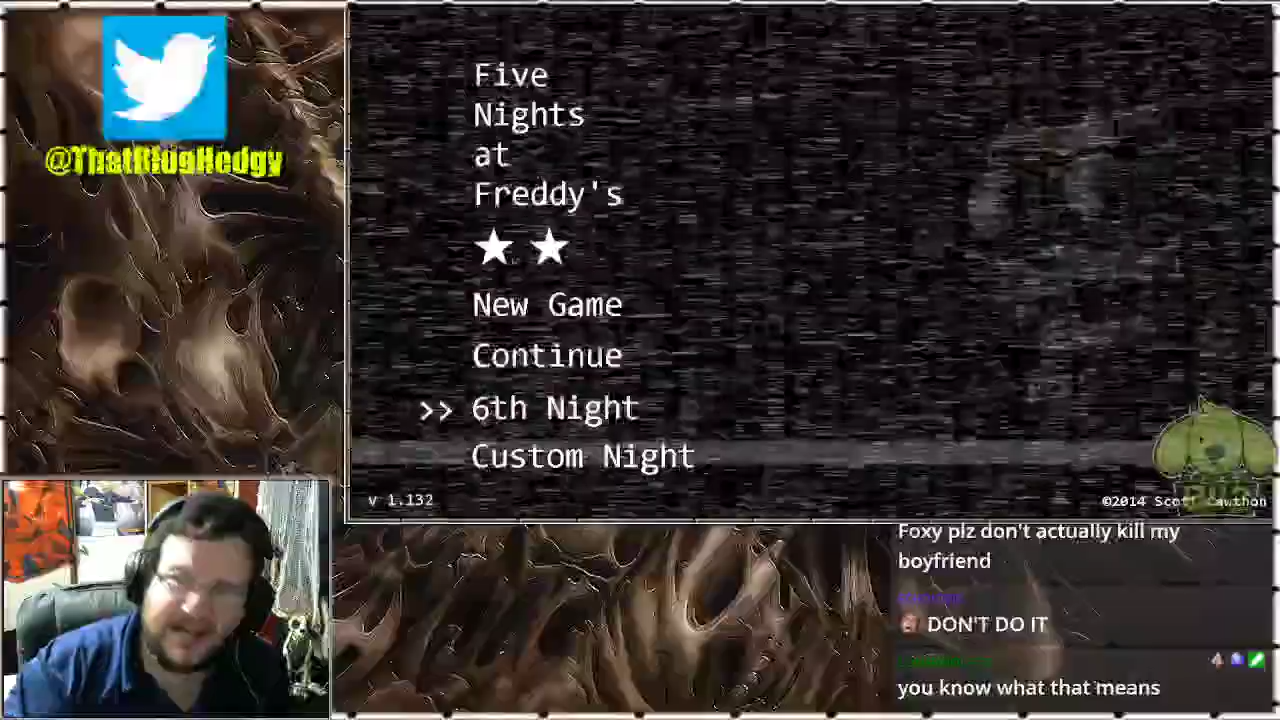 @ThatBlueHedgy
Five
Nights
at
Freddy's
New Game
Continue
>> 6th Night
Custom Night
v 1.132
©2014 Scott Cawthon
Foxy plz don't actually kill my
boyfriend
DON'T DO IT
you know what that means